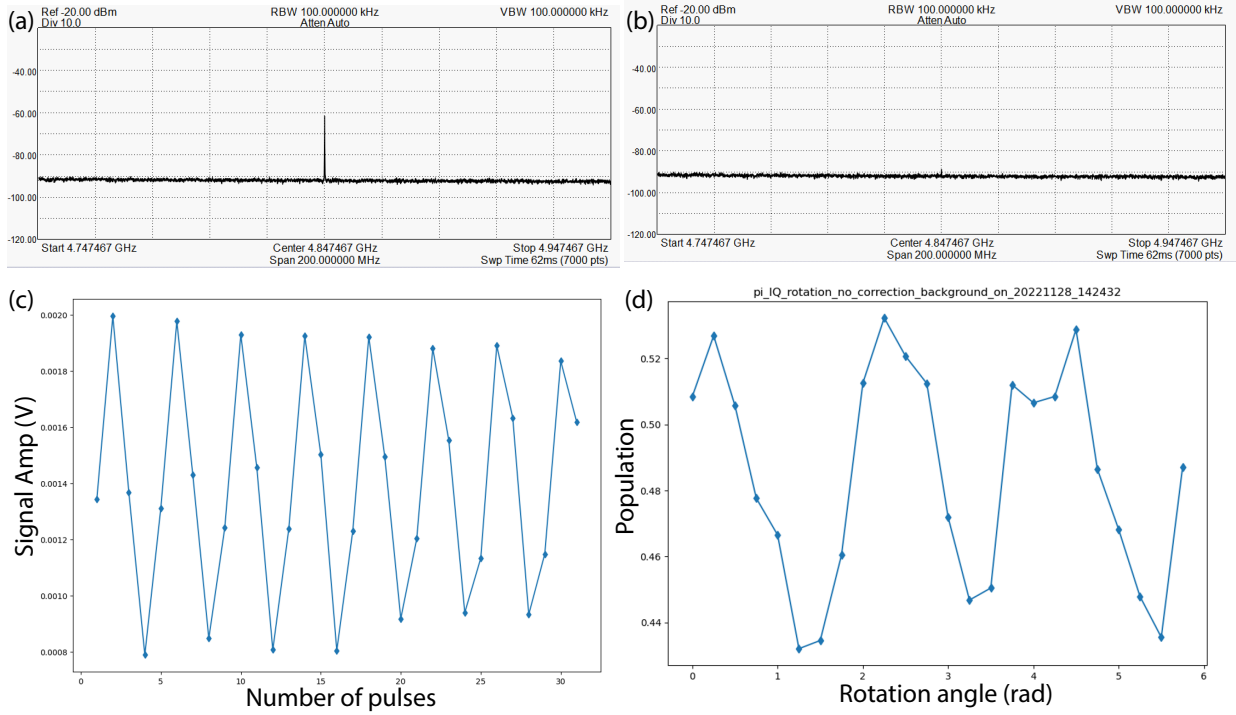 (a)
Ref -20.00 dBm RBW 100.000000 kHz VBW 100.000000 kHz
Div 10.0 Atten Auto
-40.00
-60.00
-80.00
-100.00
-120.00
Start 4.747467 GHz Center 4.847467 GHz Stop 4.947467 GHz
Span 200.000000 MHz Swp Time 62ms (7000 pts)
(b)
Ref -20.00 dBm RBW 100.000000 kHz VBW 100.000000 kHz
Div 10.0 Atten Auto
-40.00
-60.00
-80.00
-100.00
-120.00
Start 4.747467 GHz Center 4.847467 GHz Stop 4.947467 GHz
Span 200.000000 MHz Swp Time 62ms (7000 pts)
(c)
Signal Amp (V)
0.0020
0.0018
0.0016
0.0014
0.0012
0.0010
0.0008
0 5 10 15 20 25 30
Number of pulses
(d)
pi_IQ_rotation_no_correction_background_on_20221128_142432
Population
0.52
0.50
0.48
0.46
0.44
0 1 2 3 4 5 6
Rotation angle (rad)